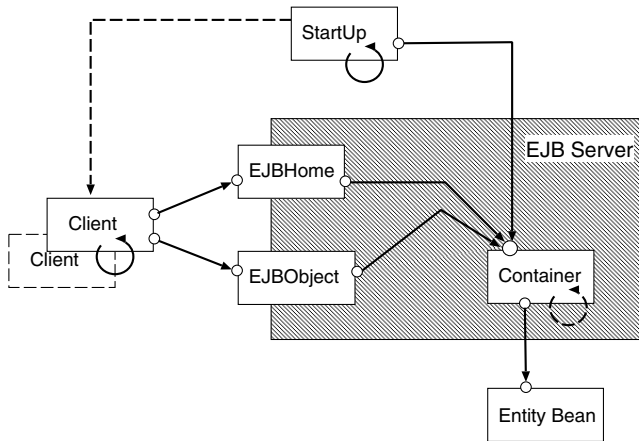 StartUp
EJB Server
EJBHome
Client
Client
EJBObject
Container
Entity Bean